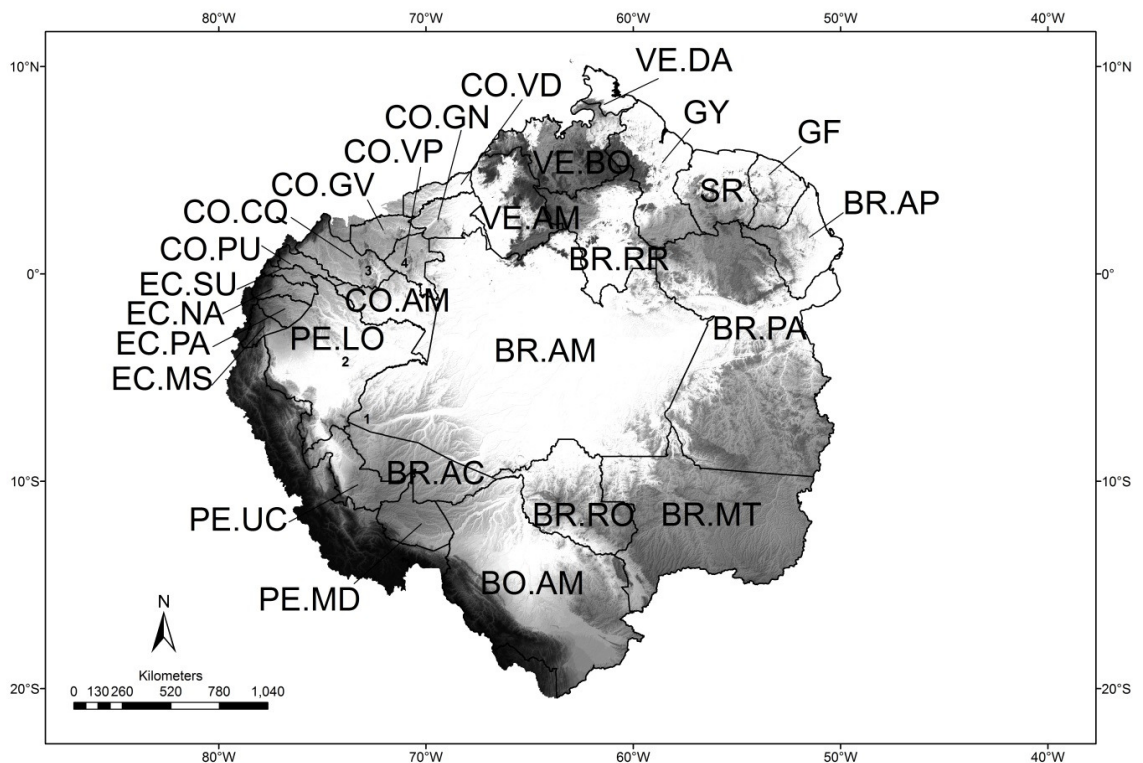 80°W 70°W 60°W 50°W 40°W
10°N 10°N
VE.DA
CO.VD
CO.GN
GY
CO.VP
GF
VE.BO
CO.GV
SR
CO.CQ
VE.AM
BR.AP
CO.PU
BR.RR
3 4
0° 0°
EC.SU
CO.AM
EC.NA
BR.PA
EC.PA
PE.LO
BR.AM
2
EC.MS
1
BR.AC
10°S 10°S
PE.UC
BR.RO
BR.MT
BO.AM
PE.MD
N
Kilometers
0 130 260 520 780 1,040
20°S 20°S
80°W 70°W 60°W 50°W 40°W